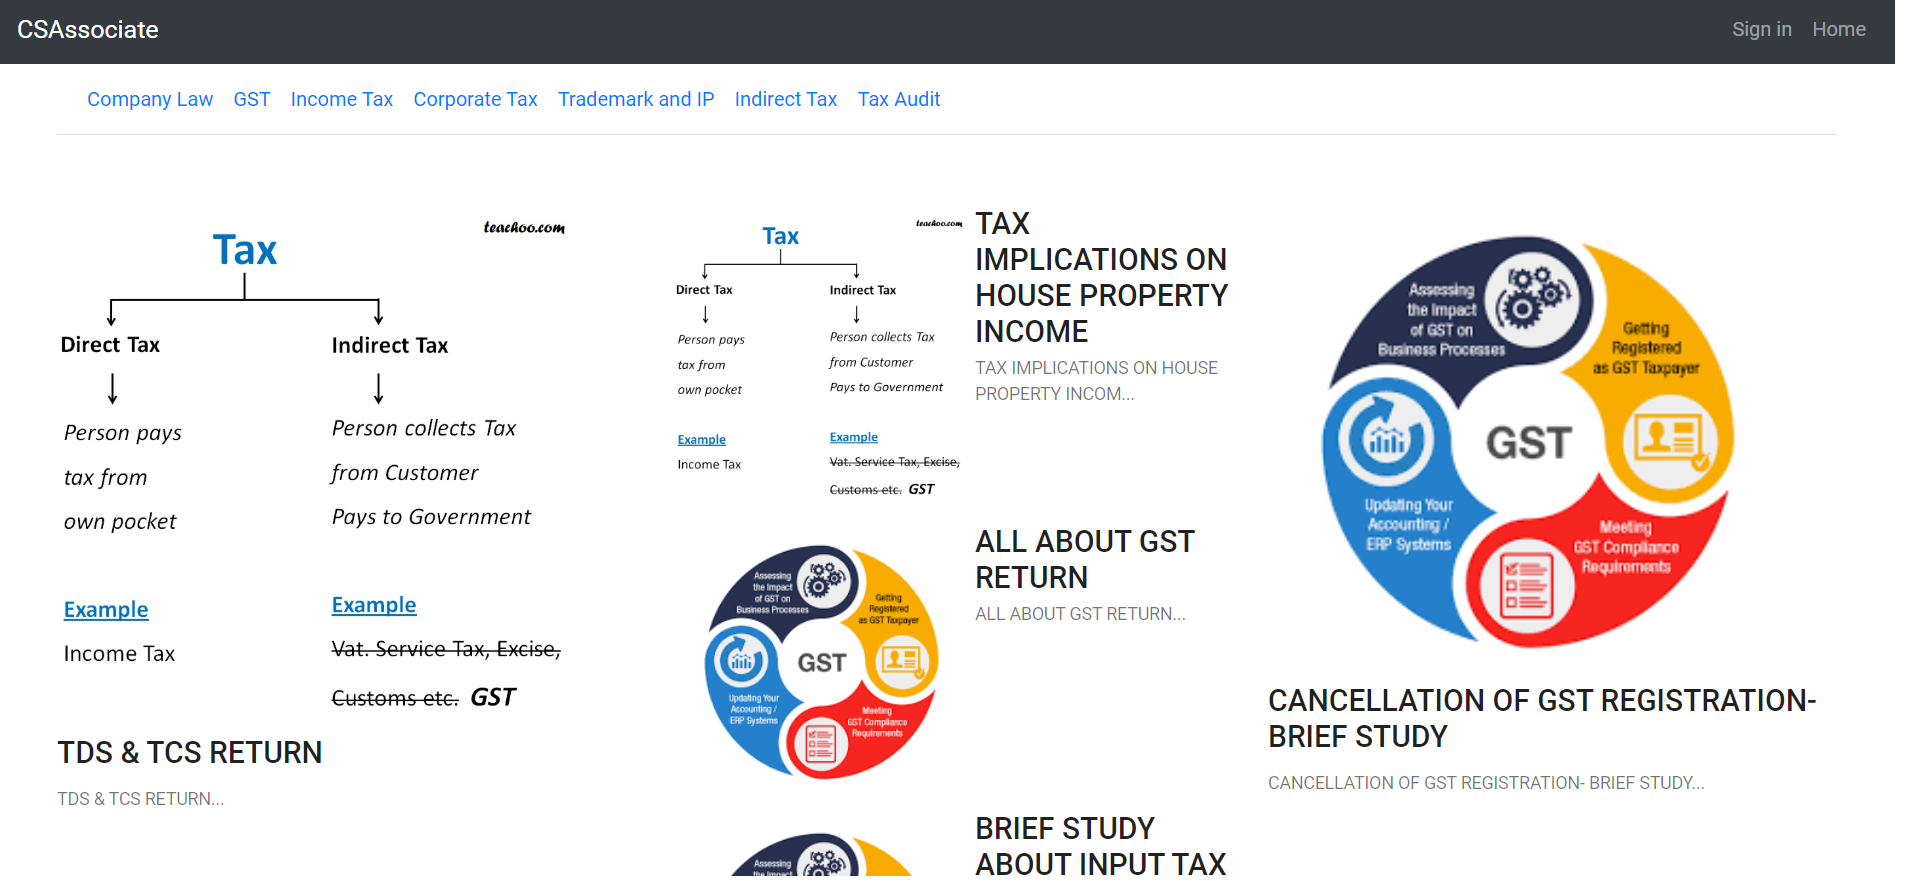 CSAssociate
Sign in Home
Company Law GST Income Tax Corporate Tax Trademark and IP Indirect Tax Tax Audit
teachoo.com
Tax
Direct Tax Indirect Tax
Person pays
tax from
own pocket
Person collects Tax
from Customer
Pays to Government
Example
Income Tax
Example
Vat. Service Tax, Excise,
Customs etc. GST
TDS & TCS RETURN
TDS & TCS RETURN...
teachoo.com
Tax
Direct Tax Indirect Tax
Person pays
tax from
own pocket
Person collects Tax
from Customer
Pays to Government
Example
Income Tax
Example
Vat. Service Tax, Excise,
Customs etc. GST
TAX
IMPLICATIONS ON
HOUSE PROPERTY
INCOME
TAX IMPLICATIONS ON HOUSE
PROPERTY INCOM...
Assessing
the Impact
of GST on
Business Processes
Getting
Registered
as GST Taxpayer
GST
Updating Your
Accounting /
ERP Systems
Meeting
GST Compliance
Requirements
ALL ABOUT GST
RETURN
ALL ABOUT GST RETURN...
Assessing
the Impact
BRIEF STUDY
ABOUT INPUT TAX
Assessing
the Impact
of GST on
Business Processes
Getting
Registered
as GST Taxpayer
GST
Updating Your
Accounting /
ERP Systems
Meeting
GST Compliance
Requirements
CANCELLATION OF GST REGISTRATION-
BRIEF STUDY
CANCELLATION OF GST REGISTRATION- BRIEF STUDY...